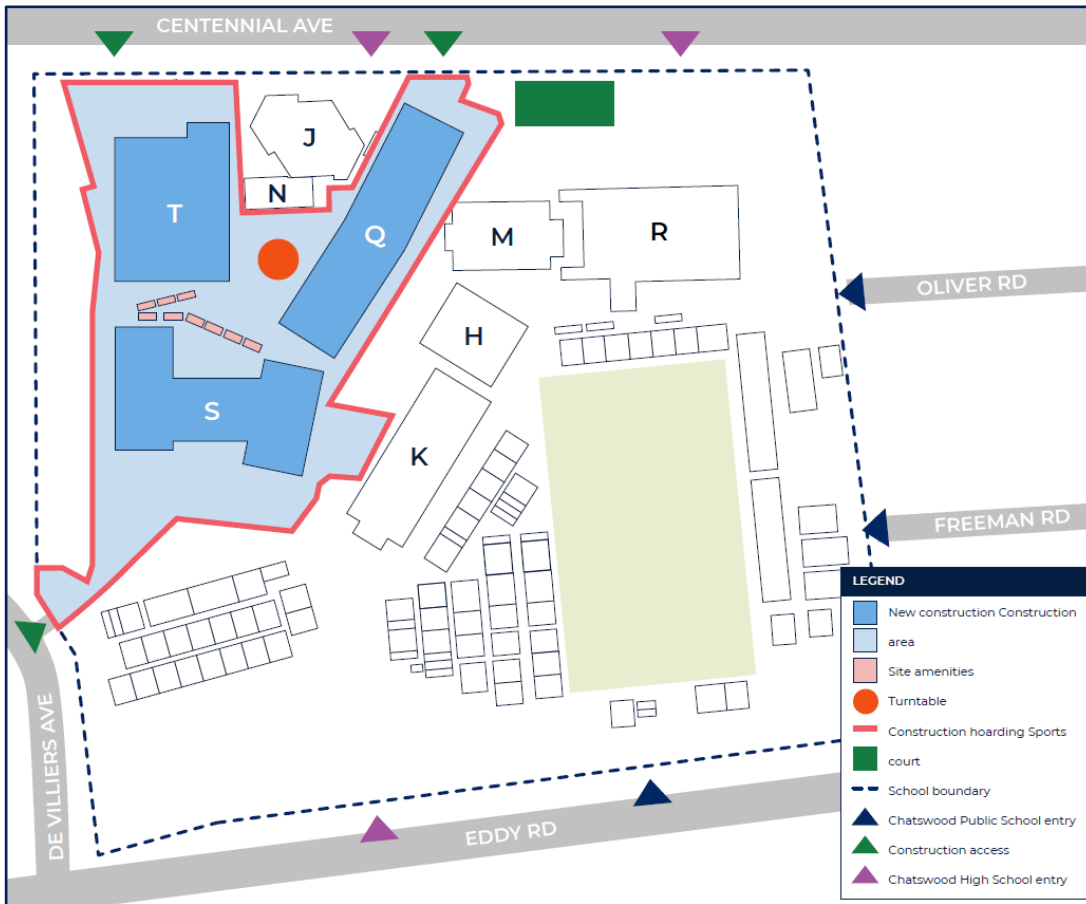 CENTENNIAL AVE
J
N
T
Q
M
R
H
S
K
OLIVER RD
FREEMAN RD
DE VILLIERS AVE
EDDY RD
LEGEND
New construction Construction
area
Site amenities
Turntable
Construction hoarding Sports
court
School boundary
Chatswood Public School entry
Construction access
Chatswood High School entry